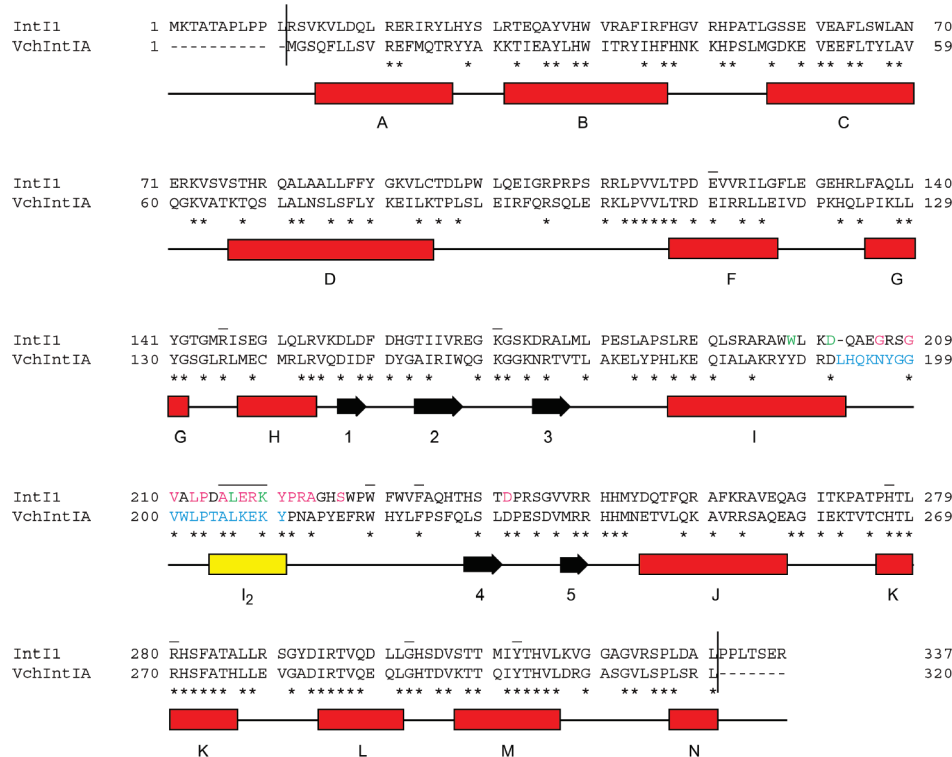 IntI1 1 MKTATAPLPP LRSVKVLDQL RERIRYLHYS LRTEQAYVHW VRAFIRFHGV RHPATLGSSE VEAFLSWLAN 70
VchIntIA 1 ---------- -MGSQFLLSV REFMQTRYYA KKTIEAYLHW ITRYIHFHNK KHPSLMGDKE VEEFLTYLAV 59
** * * ** ** * ** ** * * ** ** **
A B C
IntI1 71 ERKVSVSTHR QALAALLFFY GKVLCTDLPW LQEIGRPRPS RRLPVVLTPD EVVRILGFLE GEHRLFAQLL 140
VchIntIA 60 QGKVATKTQS LALNSLSFLY KEILKTPLSL EIRFQRSQLE RKLPVVLTRD EIRRLLEIVD PKHQLPIKLL 129
** * ** * * * * * * * ***** * * ** * * * **
D F G
IntI1 141 YGTGMRISEG LQLRVKDLDF DHGTIIVREG KGSKDRALML PESLAPSLRE QLSRARAWWL KD-QAEGRSG 209
VchIntIA 130 YGSGLRLMEC MRLRVQDIDF DYGAIRIWQG KGGKNRTVTL AKELYPHLKE QIALAKRYYD RDLHQKNYGG 199
** * * * *** * ** * * * ** * * * * * * * * * * *
G H 1 2 3 I
IntI1 210 VALPDALERK YPRAGHSWPW FWVFAQHTHS TDPRSGVVRR HHMYDQTFQR AFKRAVEQAG ITKPATPHTL 279
VchIntIA 200 VWLPTALKEK YPNAPYEFRW HYLFPSFQLS LDPESDVMRR HHMNETVLQK AVRRSAQEAG IEKTVTCHTL 269
* ** ** * ** * * * * ** * * ** *** * * ** ** * * ***
I2 4 5 J K
IntI1 280 RHSFATALLR SGYDIRTVQD LLGHSDVSTT MIYTHVLKVG GAGVRSPLDA LPPLTSER 337
VchIntIA 270 RHSFATHLLE VGADIRTVQE QLGHTDVKTT QIYTHVLDRG ASGVLSPLSR L------- 320
****** ** * ****** *** ** ** ****** * ** *** *
K L M N